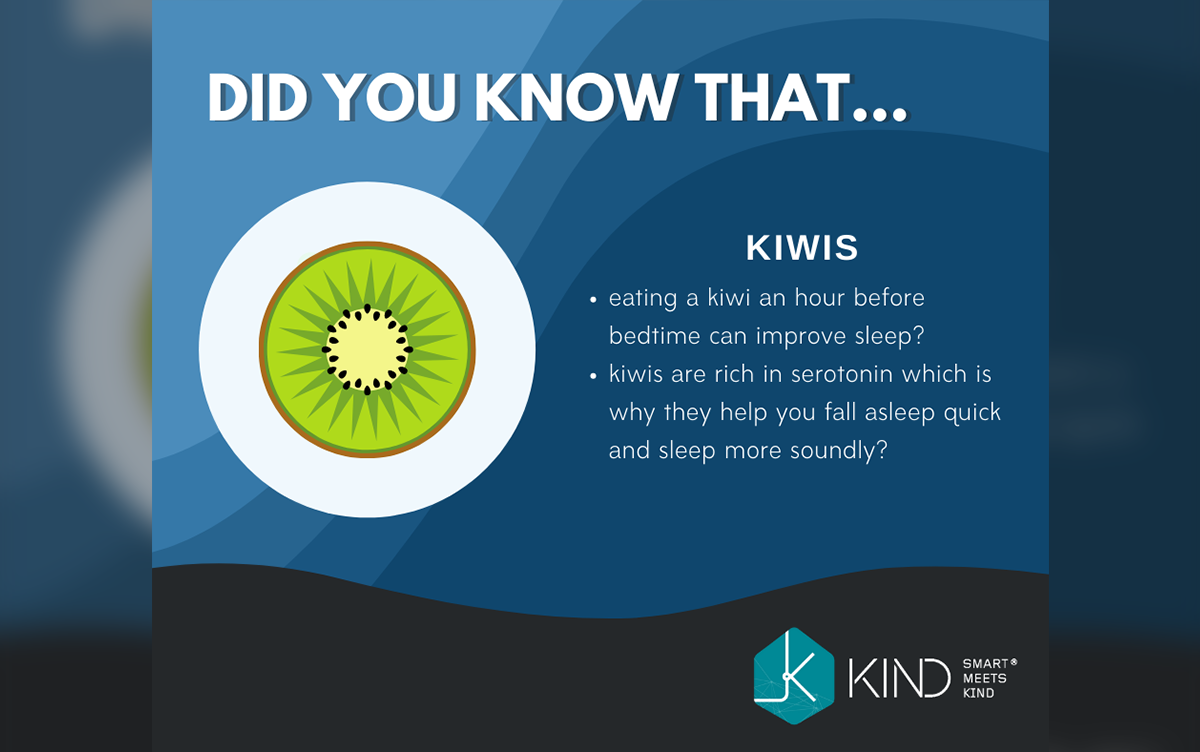 DID YOU KNOW THAT...
KIWIS
• eating a kiwi an hour before
bedtime can improve sleep?
• kiwis are rich in serotonin which is
why they help you fall asleep quick
and sleep more soundly?
KIND
SMART®
MEETS
KIND